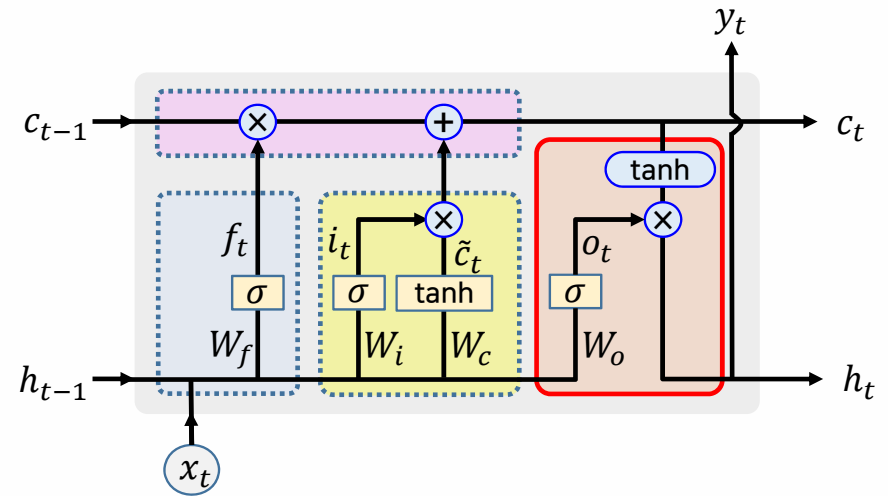 y_t
c_{t−1} × + c_t
tanh
f_t i_t × c̃_t o_t ×
σ σ tanh σ
W_f W_i W_c W_o
h_{t−1} h_t
x_t